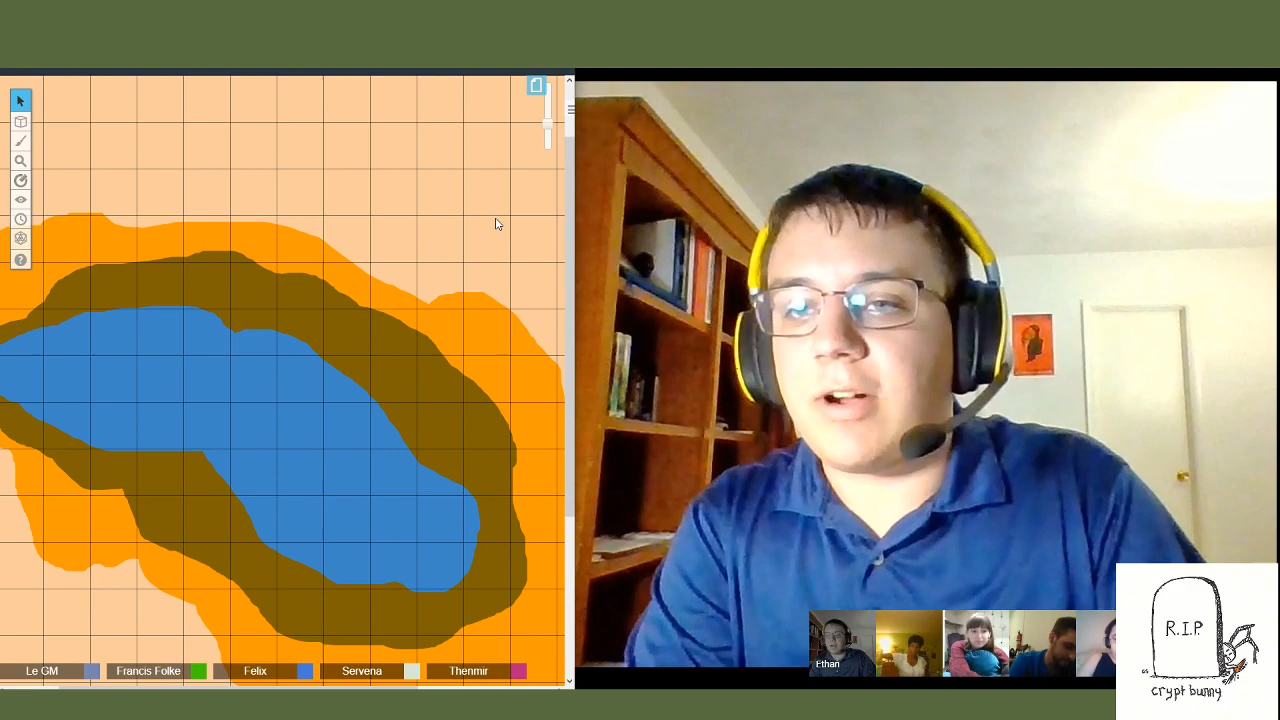 Le GM
Francis Folke
Felix
Servena
Thenmir
Ethan
R.I.P.
crypt bunny